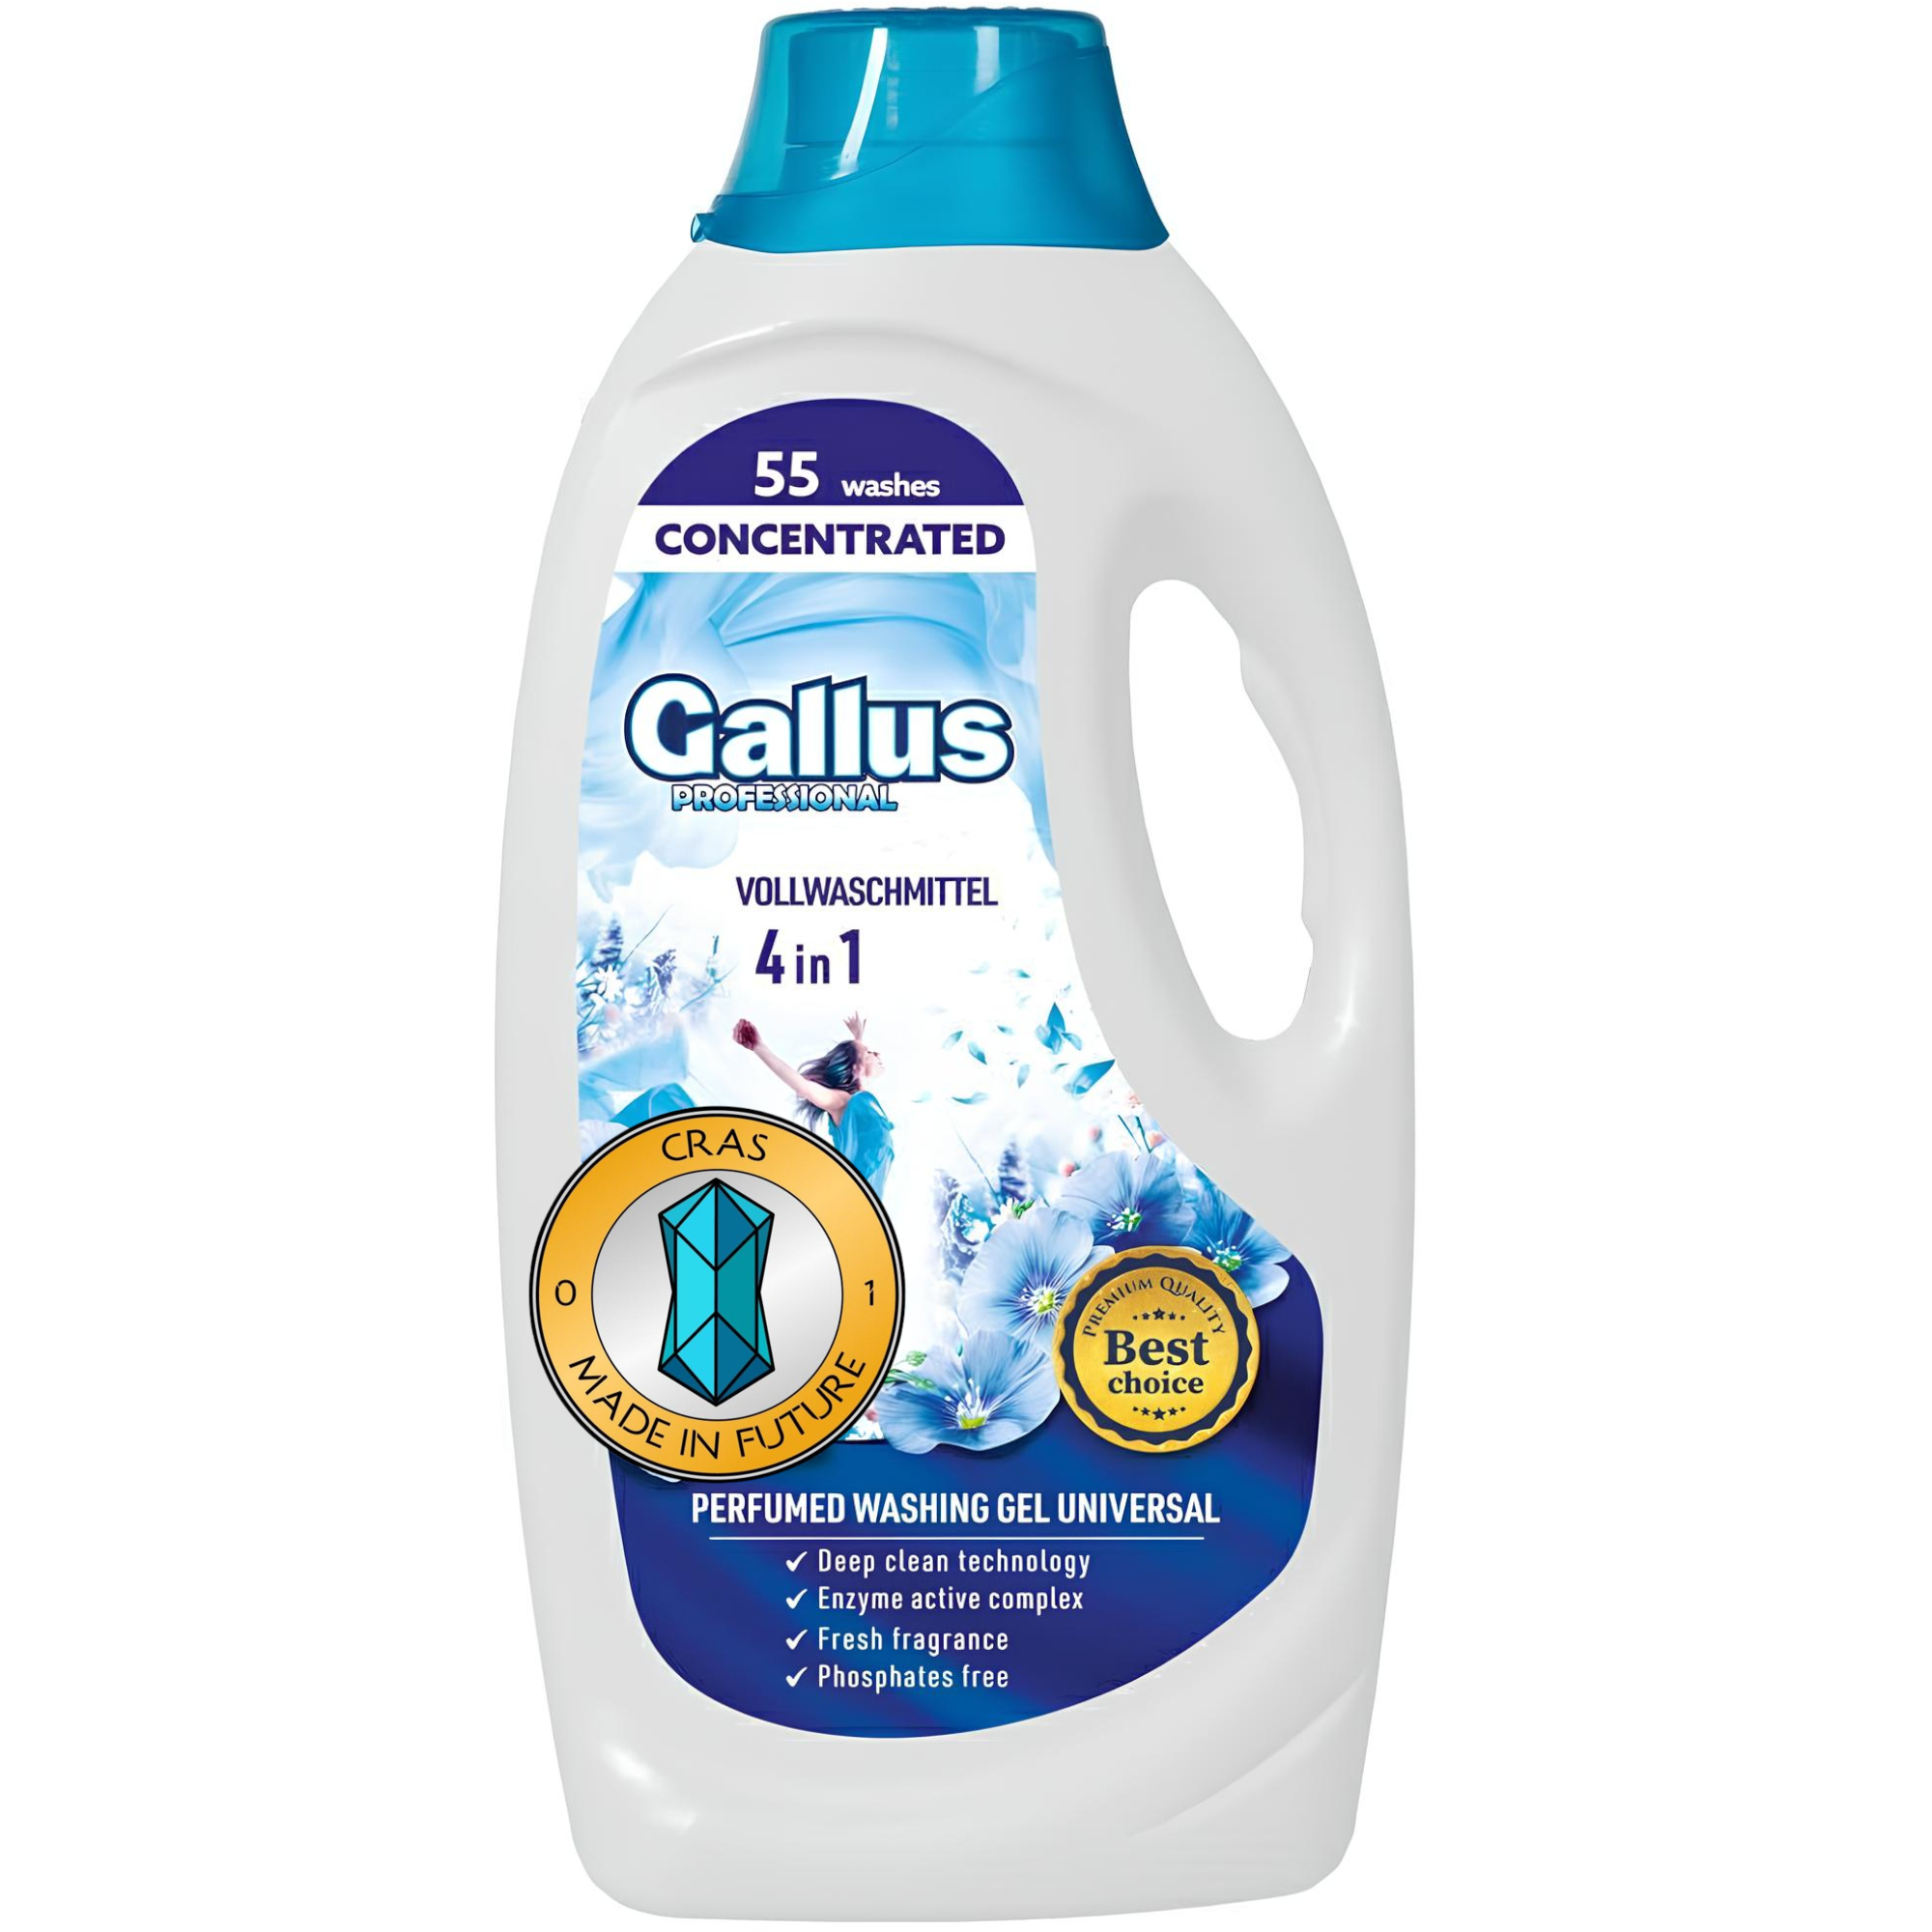 55 washes
CONCENTRATED
Gallus
PROFESSIONAL
VOLLWASCHMITTEL
4 in 1
CRAS
0 1
MADE IN FUTURE
PREMIUM QUALITY
Best
choice
PERFUMED WASHING GEL UNIVERSAL
✓ Deep clean technology
✓ Enzyme active complex
✓ Fresh fragrance
✓ Phosphates free